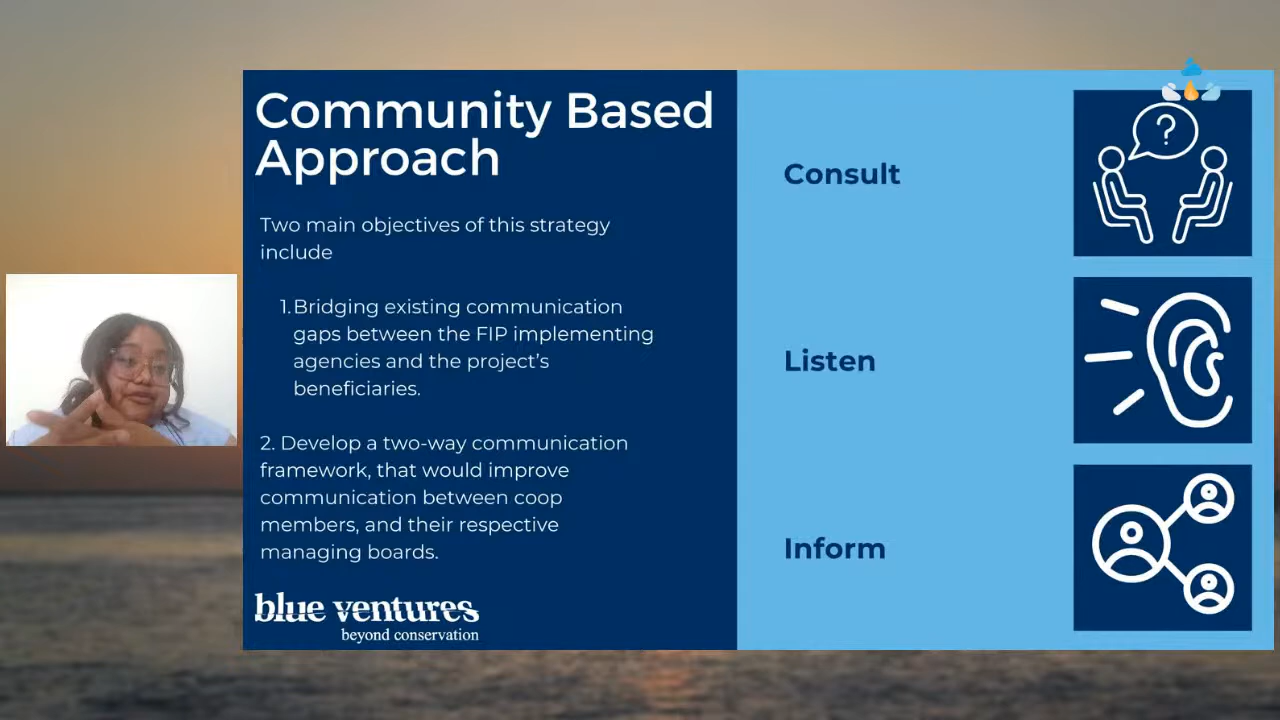 Community Based
Approach
Two main objectives of this strategy
include
1. Bridging existing communication
gaps between the FIP implementing
agencies and the project's
beneficiaries.
2. Develop a two-way communication
framework, that would improve
communication between coop
members, and their respective
managing boards.
blue ventures
beyond conservation
Consult
?
Listen
Inform